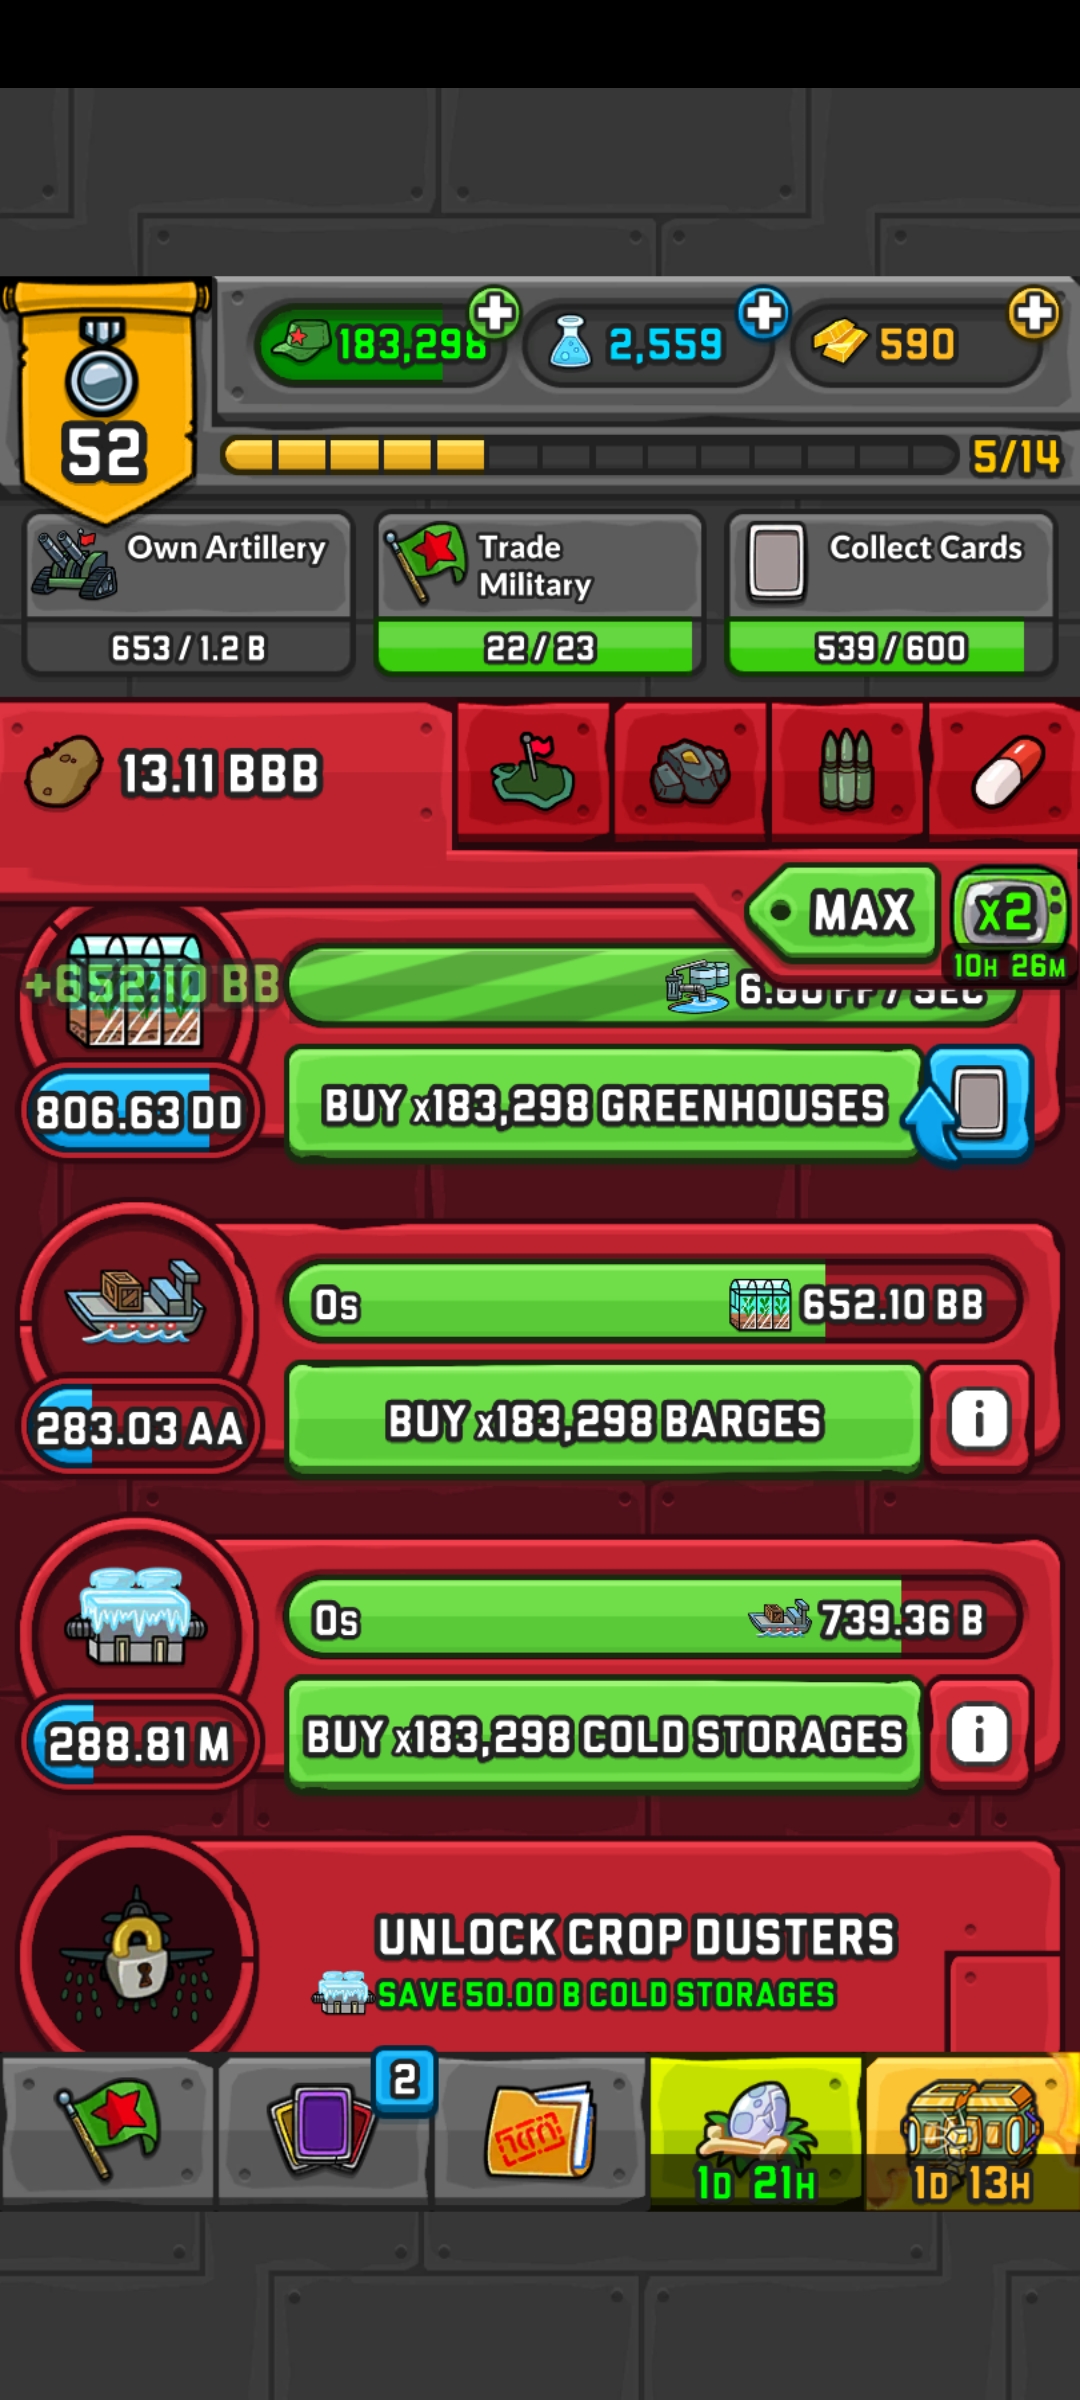 183,298
2,559
590
52
5/14
Own Artillery
653 / 1.2 B
Trade
Military
22 / 23
Collect Cards
539 / 600
13.11 BBB
MAX
x2
10H 26M
+652.10 BB
/ SEC
806.63 DD
BUY x183,298 GREENHOUSES
0s
652.10 BB
283.03 AA
BUY x183,298 BARGES
i
0s
739.36 B
288.81 M
BUY x183,298 COLD STORAGES
i
UNLOCK CROP DUSTERS
SAVE 50.00 B COLD STORAGES
2
1D 21H
1D 13H